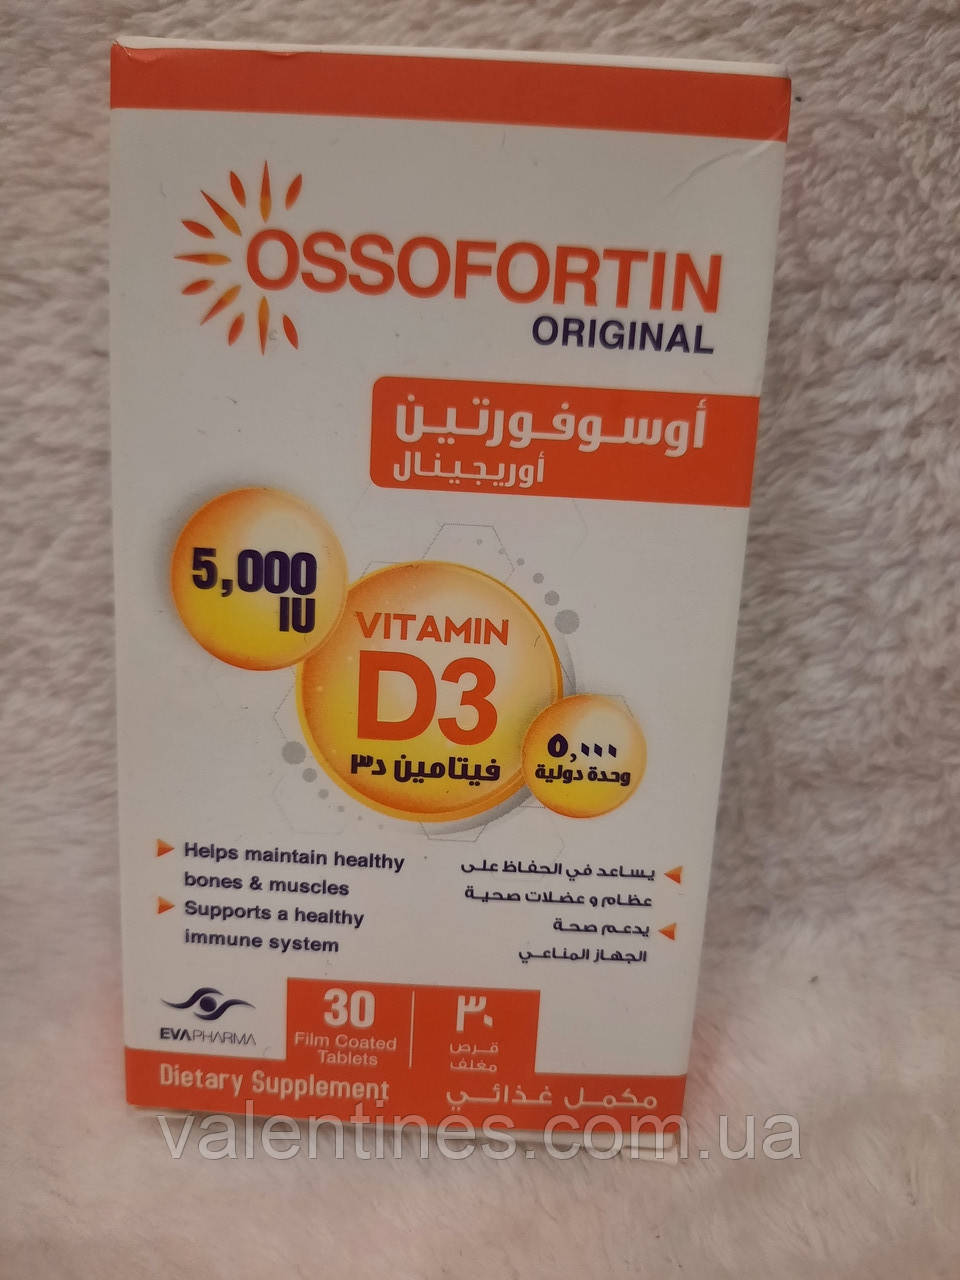 OSSOFORTIN
ORIGINAL
أوسوفورتين
أوريجينال
5,000
IU
VITAMIN
D3
فيتامين د٣
٥,٠٠٠
وحدة دولية
Helps maintain healthy
bones & muscles
Supports a healthy
immune system
يساعد في الحفاظ على
عظام و عضلات صحية
يدعم صحة
الجهاز المناعي
EVAPHARMA
30
Film Coated
Tablets
٣٠
قرص
مغلف
Dietary Supplement
مكمل غذائي
valentines.com.ua